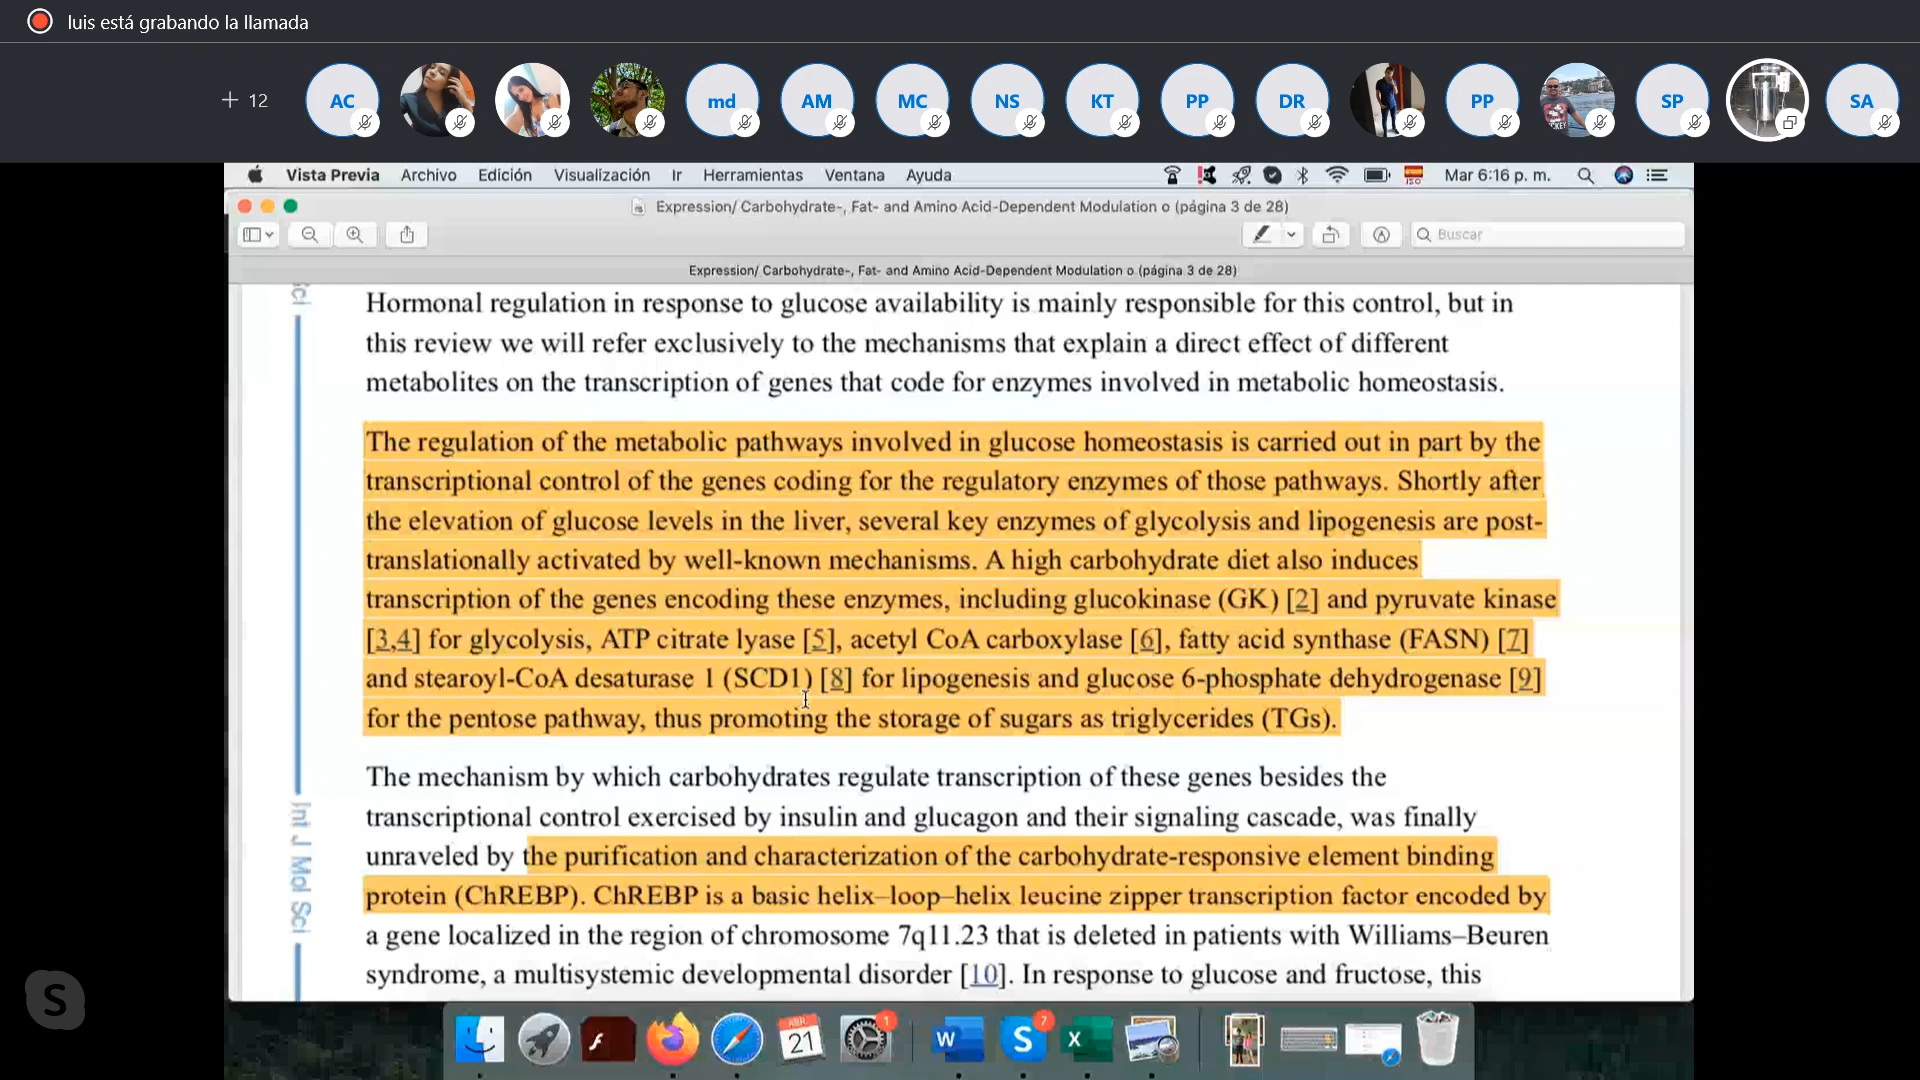 luis está grabando la llamada
+ 12
AC
md
AM
MC
NS
KT
PP
DR
PP
SP
SA
Vista Previa Archivo Edición Visualización Ir Herramientas Ventana Ayuda
ISO
Mar 6:16 p. m.
Expression/ Carbohydrate-, Fat- and Amino Acid-Dependent Modulation o (página 3 de 28)
Buscar
Expression/ Carbohydrate-, Fat- and Amino Acid-Dependent Modulation o (página 3 de 28)
Hormonal regulation in response to glucose availability is mainly responsible for this control, but in
this review we will refer exclusively to the mechanisms that explain a direct effect of different
metabolites on the transcription of genes that code for enzymes involved in metabolic homeostasis.
The regulation of the metabolic pathways involved in glucose homeostasis is carried out in part by the
transcriptional control of the genes coding for the regulatory enzymes of those pathways. Shortly after
the elevation of glucose levels in the liver, several key enzymes of glycolysis and lipogenesis are post-
translationally activated by well-known mechanisms. A high carbohydrate diet also induces
transcription of the genes encoding these enzymes, including glucokinase (GK) [2] and pyruvate kinase
[3,4] for glycolysis, ATP citrate lyase [5], acetyl CoA carboxylase [6], fatty acid synthase (FASN) [7]
and stearoyl-CoA desaturase 1 (SCD1) [8] for lipogenesis and glucose 6-phosphate dehydrogenase [9]
for the pentose pathway, thus promoting the storage of sugars as triglycerides (TGs).
The mechanism by which carbohydrates regulate transcription of these genes besides the
transcriptional control exercised by insulin and glucagon and their signaling cascade, was finally
unraveled by the purification and characterization of the carbohydrate-responsive element binding
protein (ChREBP). ChREBP is a basic helix–loop–helix leucine zipper transcription factor encoded by
a gene localized in the region of chromosome 7q11.23 that is deleted in patients with Williams–Beuren
syndrome, a multisystemic developmental disorder [10]. In response to glucose and fructose, this
Sci
Int J Mol Sci
S
ABR
21
1
W
S
7
X